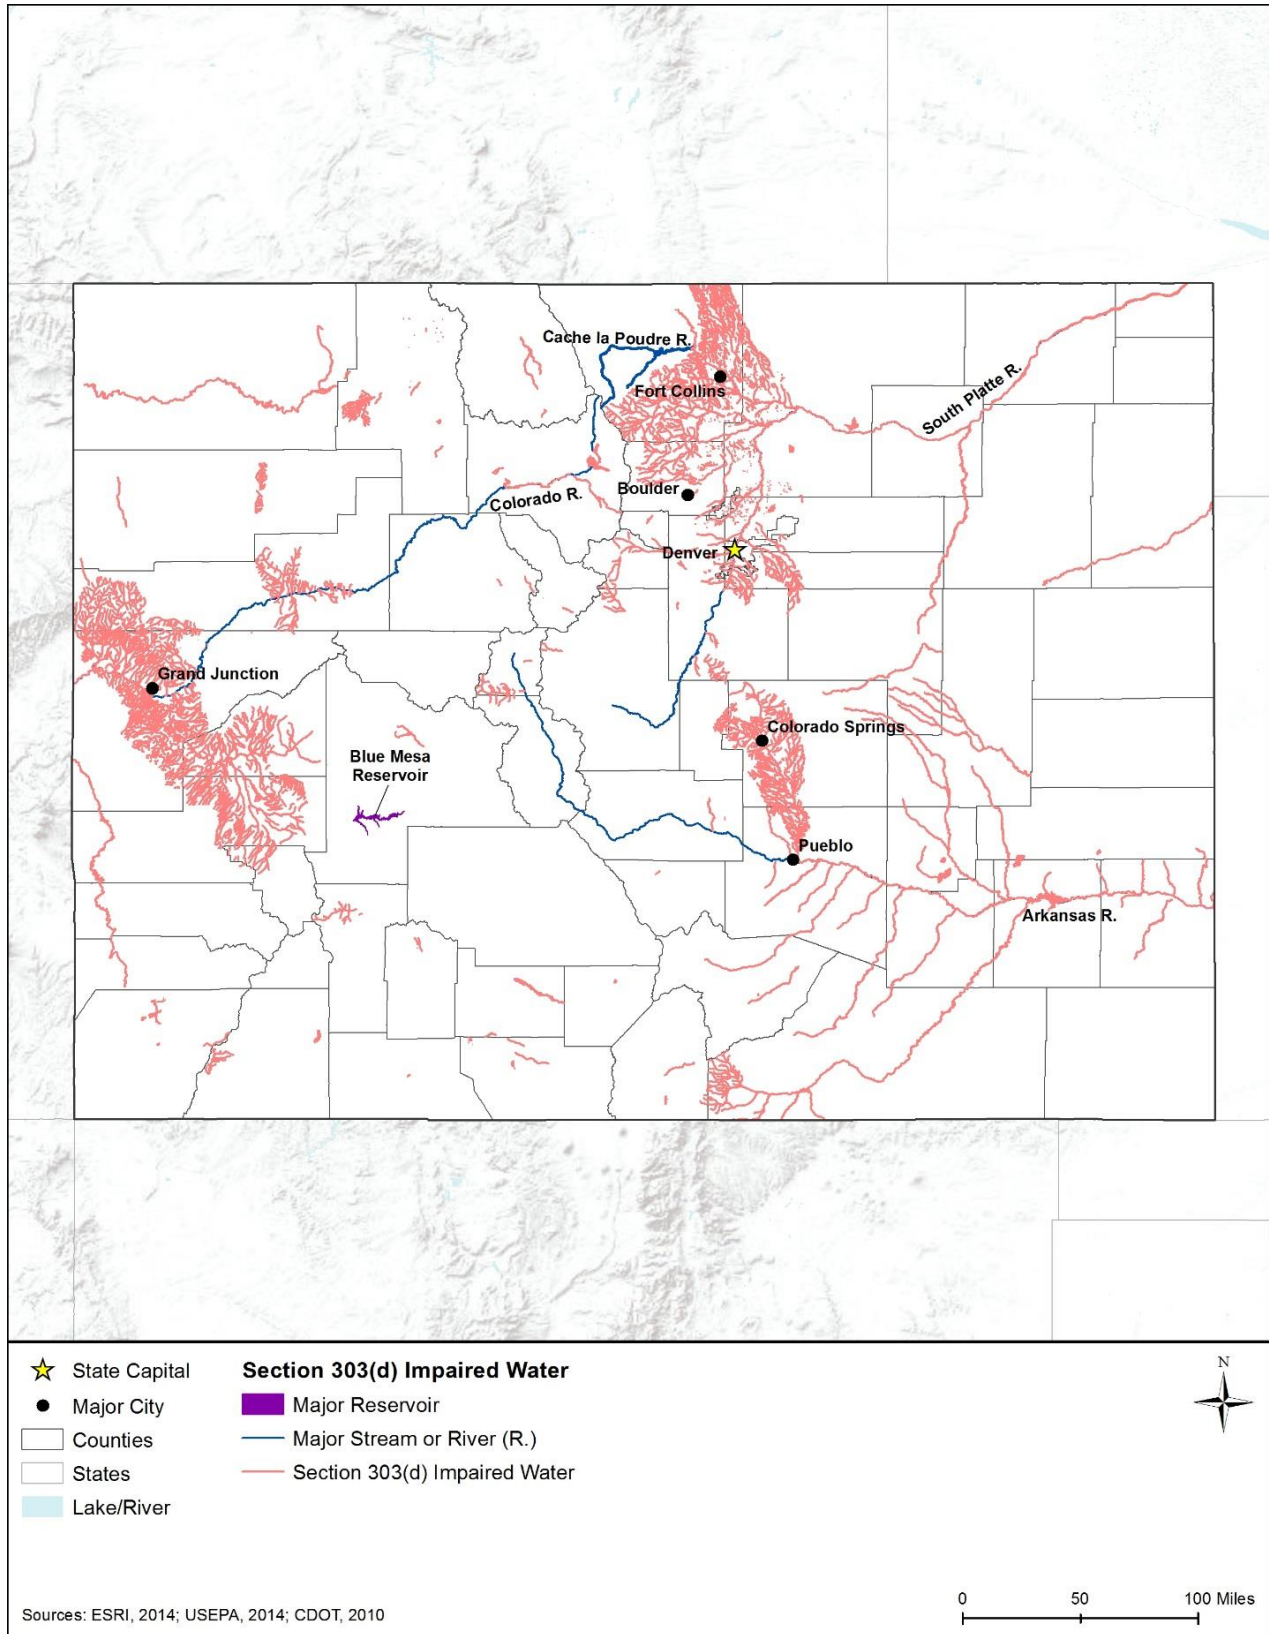 Cache la Poudre R.
Fort Collins
South Platte R.
Boulder
Colorado R.
Denver
Grand Junction
Colorado Springs
Blue Mesa
Reservoir
Pueblo
Arkansas R.
State Capital
Major City
Counties
States
Lake/River
Section 303(d) Impaired Water
Major Reservoir
Major Stream or River (R.)
Section 303(d) Impaired Water
N
0 50 100 Miles
Sources: ESRI, 2014; USEPA, 2014; CDOT, 2010